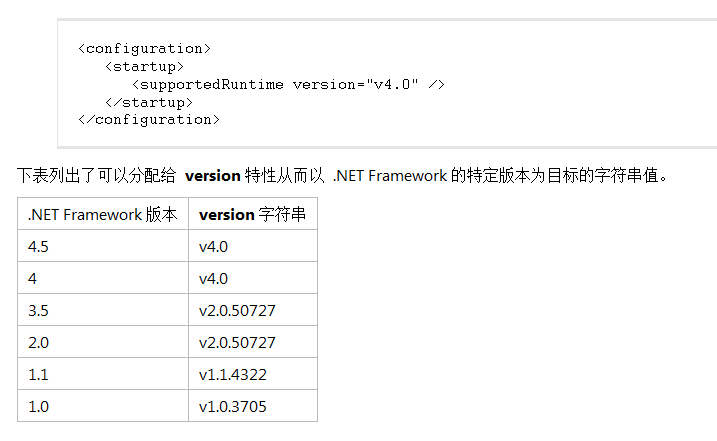 <configuration>
<startup>
<supportedRuntime version="v4.0" />
</startup>
</configuration>
下表列出了可以分配给 version 特性从而以 .NET Framework 的特定版本为目标的字符串值。
.NET Framework 版本 version 字符串
4.5 v4.0
4 v4.0
3.5 v2.0.50727
2.0 v2.0.50727
1.1 v1.1.4322
1.0 v1.0.3705